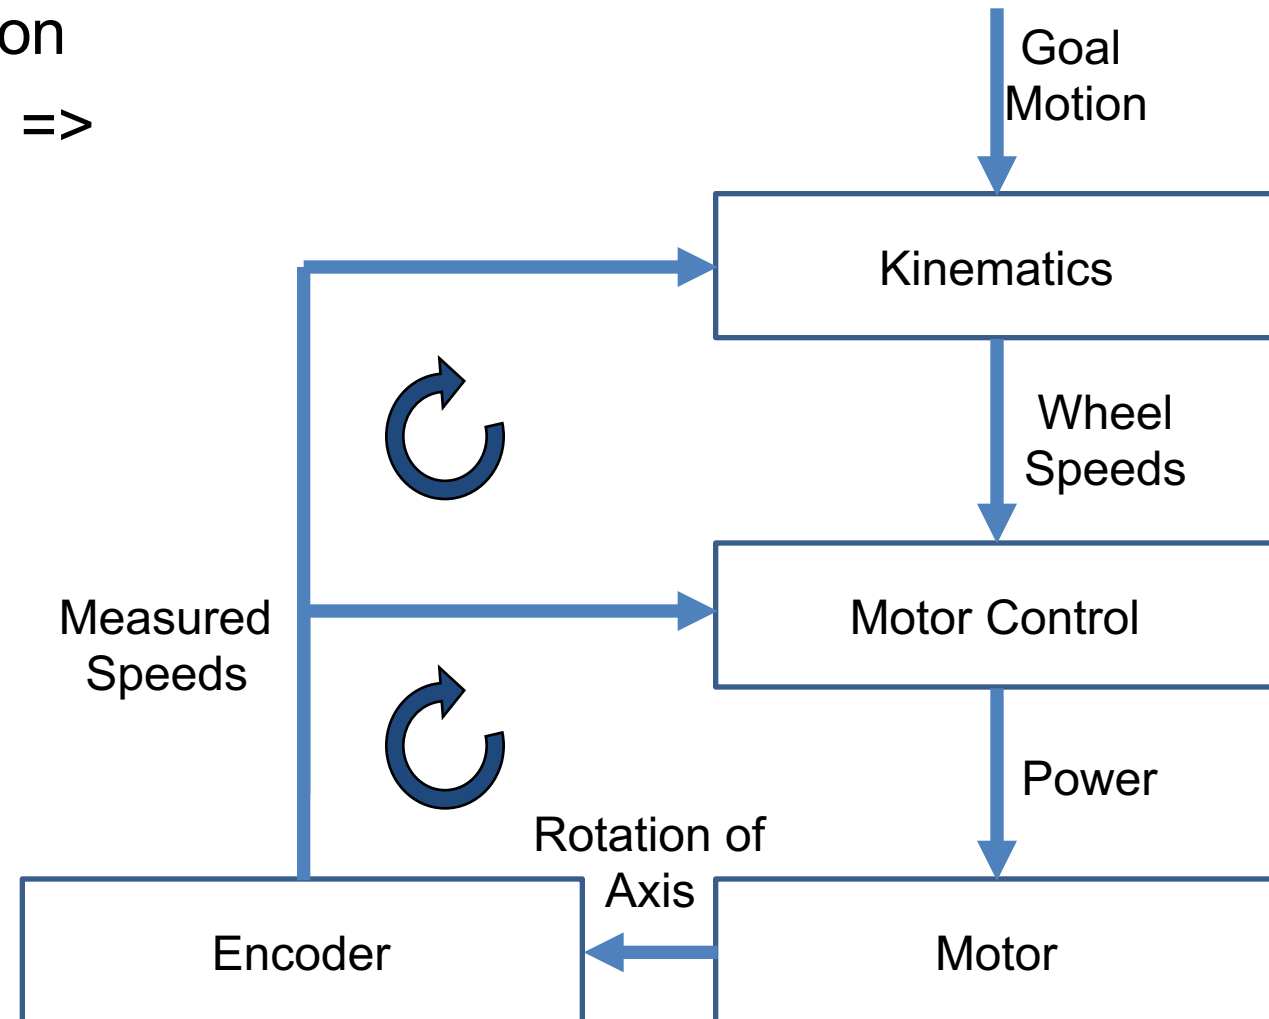 on
=>
Goal
Motion
Kinematics
Wheel
Speeds
Measured
Speeds
Motor Control
Power
Rotation of
Axis
Encoder
Motor